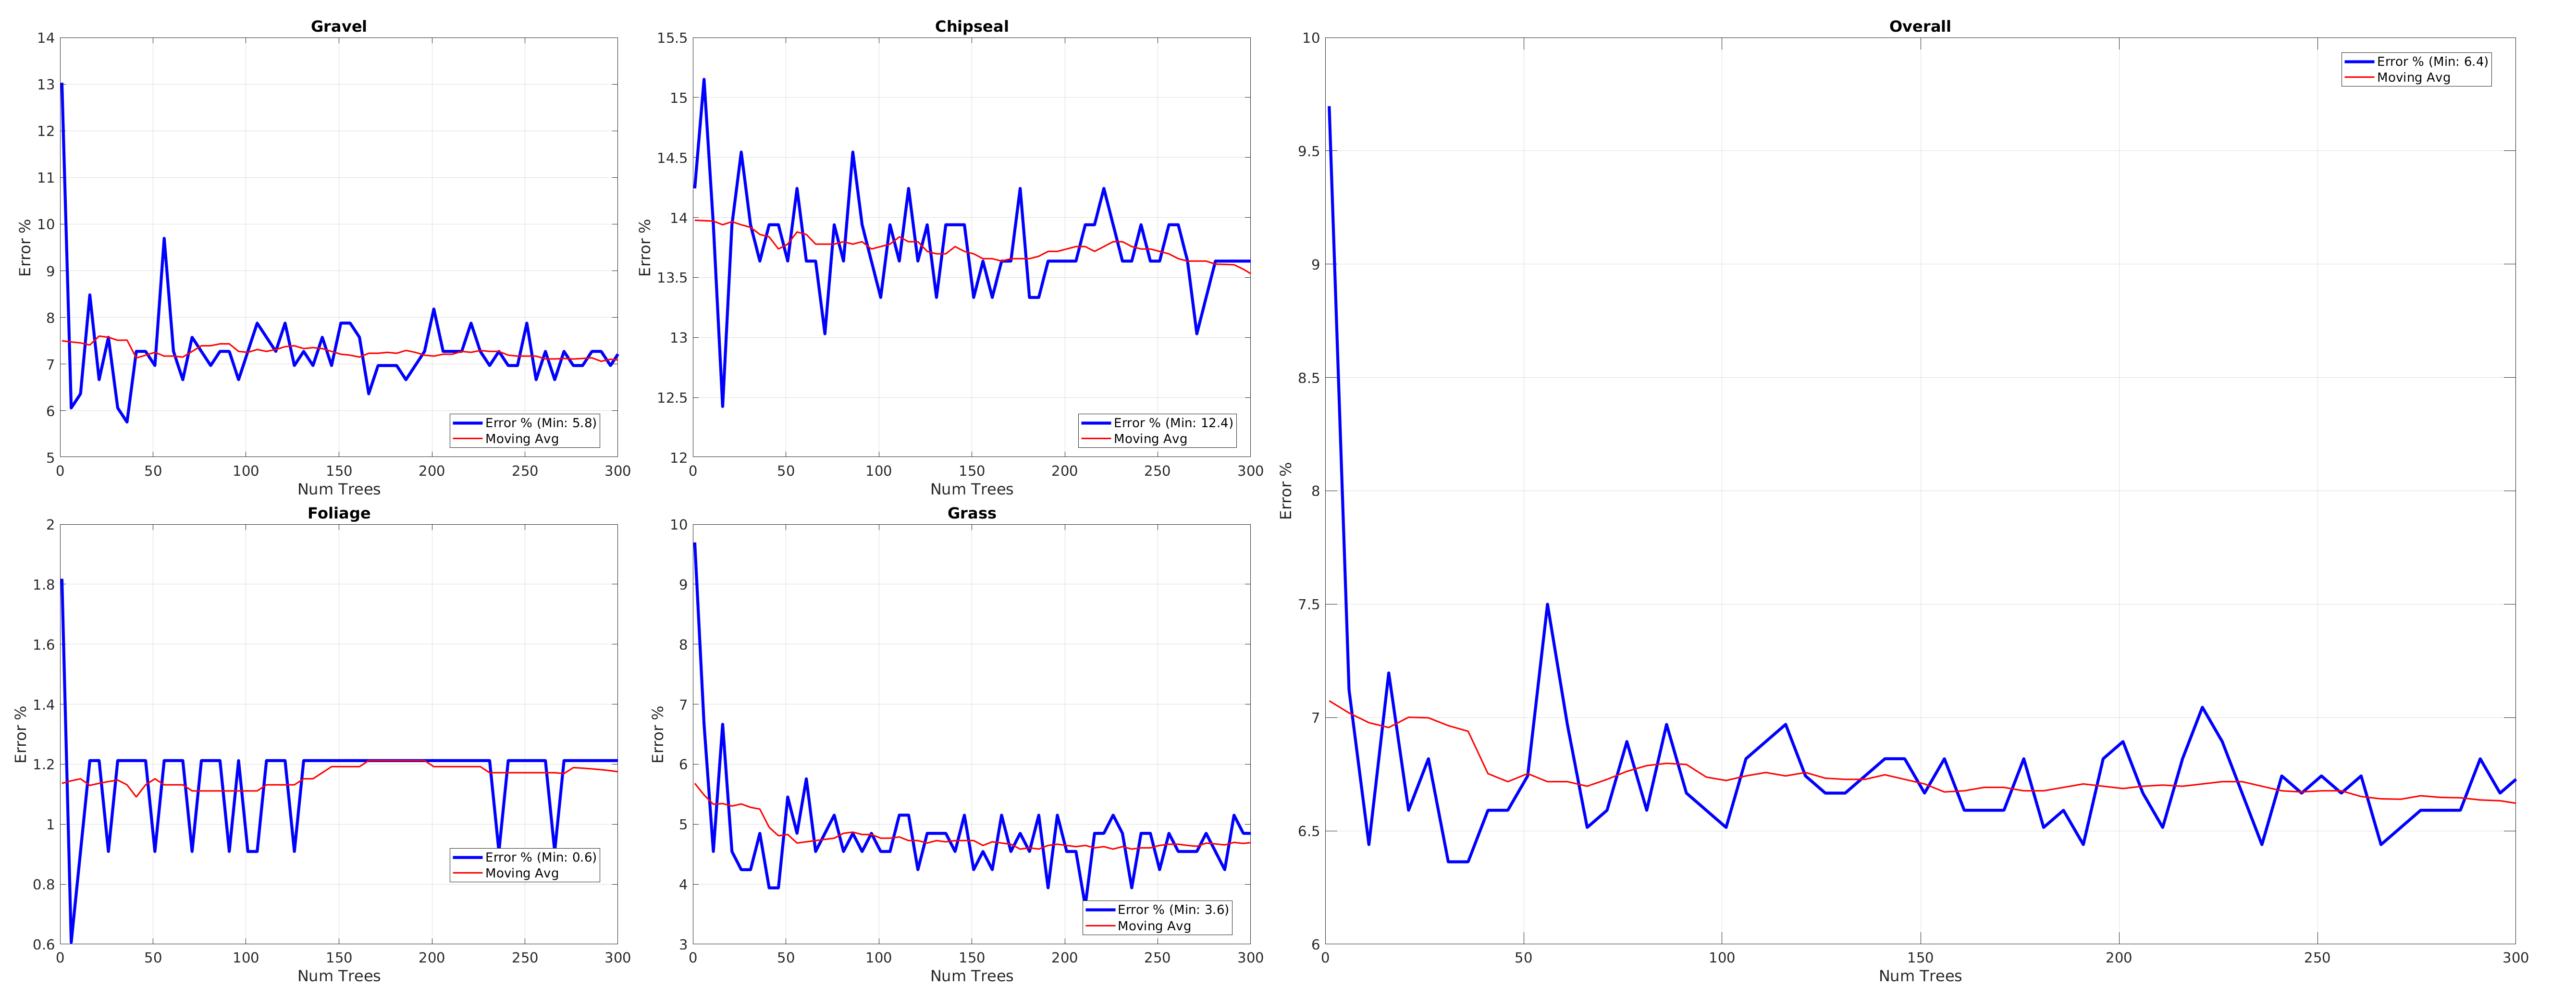 Gravel
14
13
12
11
10
9
8
7
6
5
Error %
0 50 100 150 200 250 300
Num Trees
Error % (Min: 5.8)
Moving Avg
Chipseal
15.5
15
14.5
14
13.5
13
12.5
12
Error %
0 50 100 150 200 250 300
Num Trees
Error % (Min: 12.4)
Moving Avg
Foliage
2
1.8
1.6
1.4
1.2
1
0.8
0.6
Error %
0 50 100 150 200 250 300
Num Trees
Error % (Min: 0.6)
Moving Avg
Grass
10
9
8
7
6
5
4
3
Error %
0 50 100 150 200 250 300
Num Trees
Error % (Min: 3.6)
Moving Avg
Overall
10
9.5
9
8.5
8
7.5
7
6.5
6
Error %
0 50 100 150 200 250 300
Num Trees
Error % (Min: 6.4)
Moving Avg